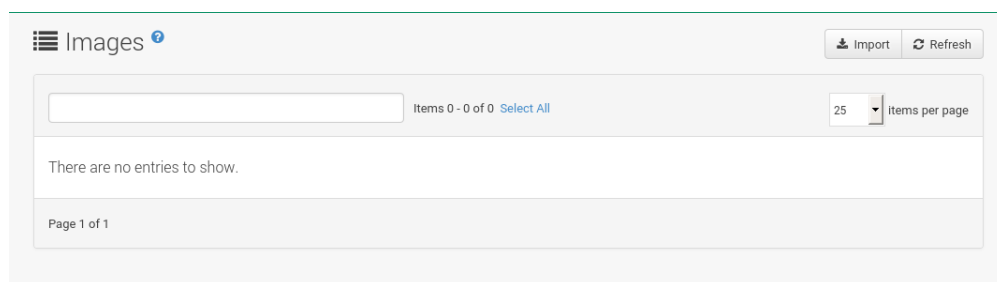 Images ?
Import Refresh
Items 0 - 0 of 0 Select All 25 items per page
There are no entries to show.
Page 1 of 1